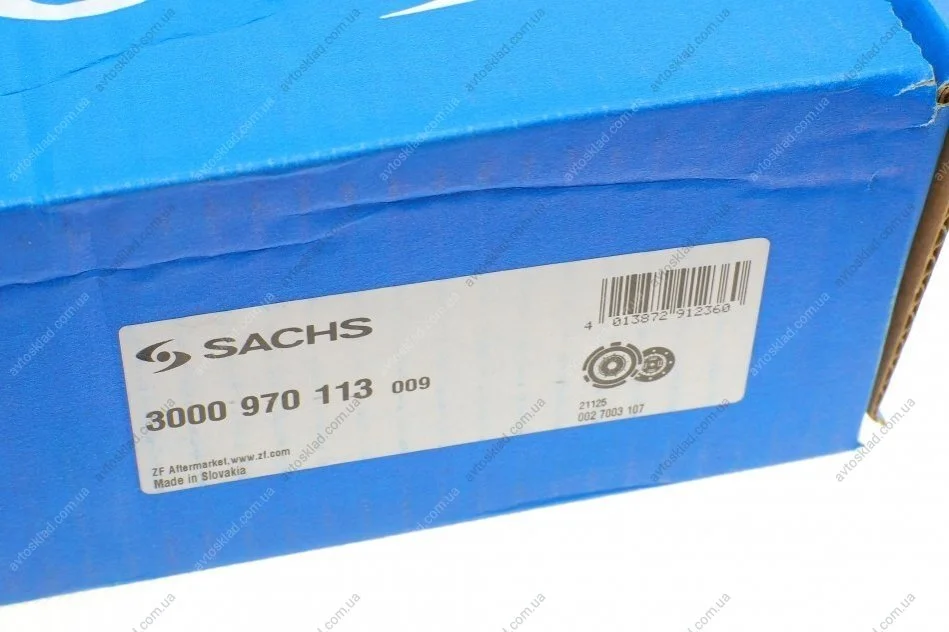 SACHS
3000 970 113 009
ZF Aftermarket, www.zf.com
Made in Slovakia
4 013872 912360
21125
002 7003 107
avtosklad.com.ua